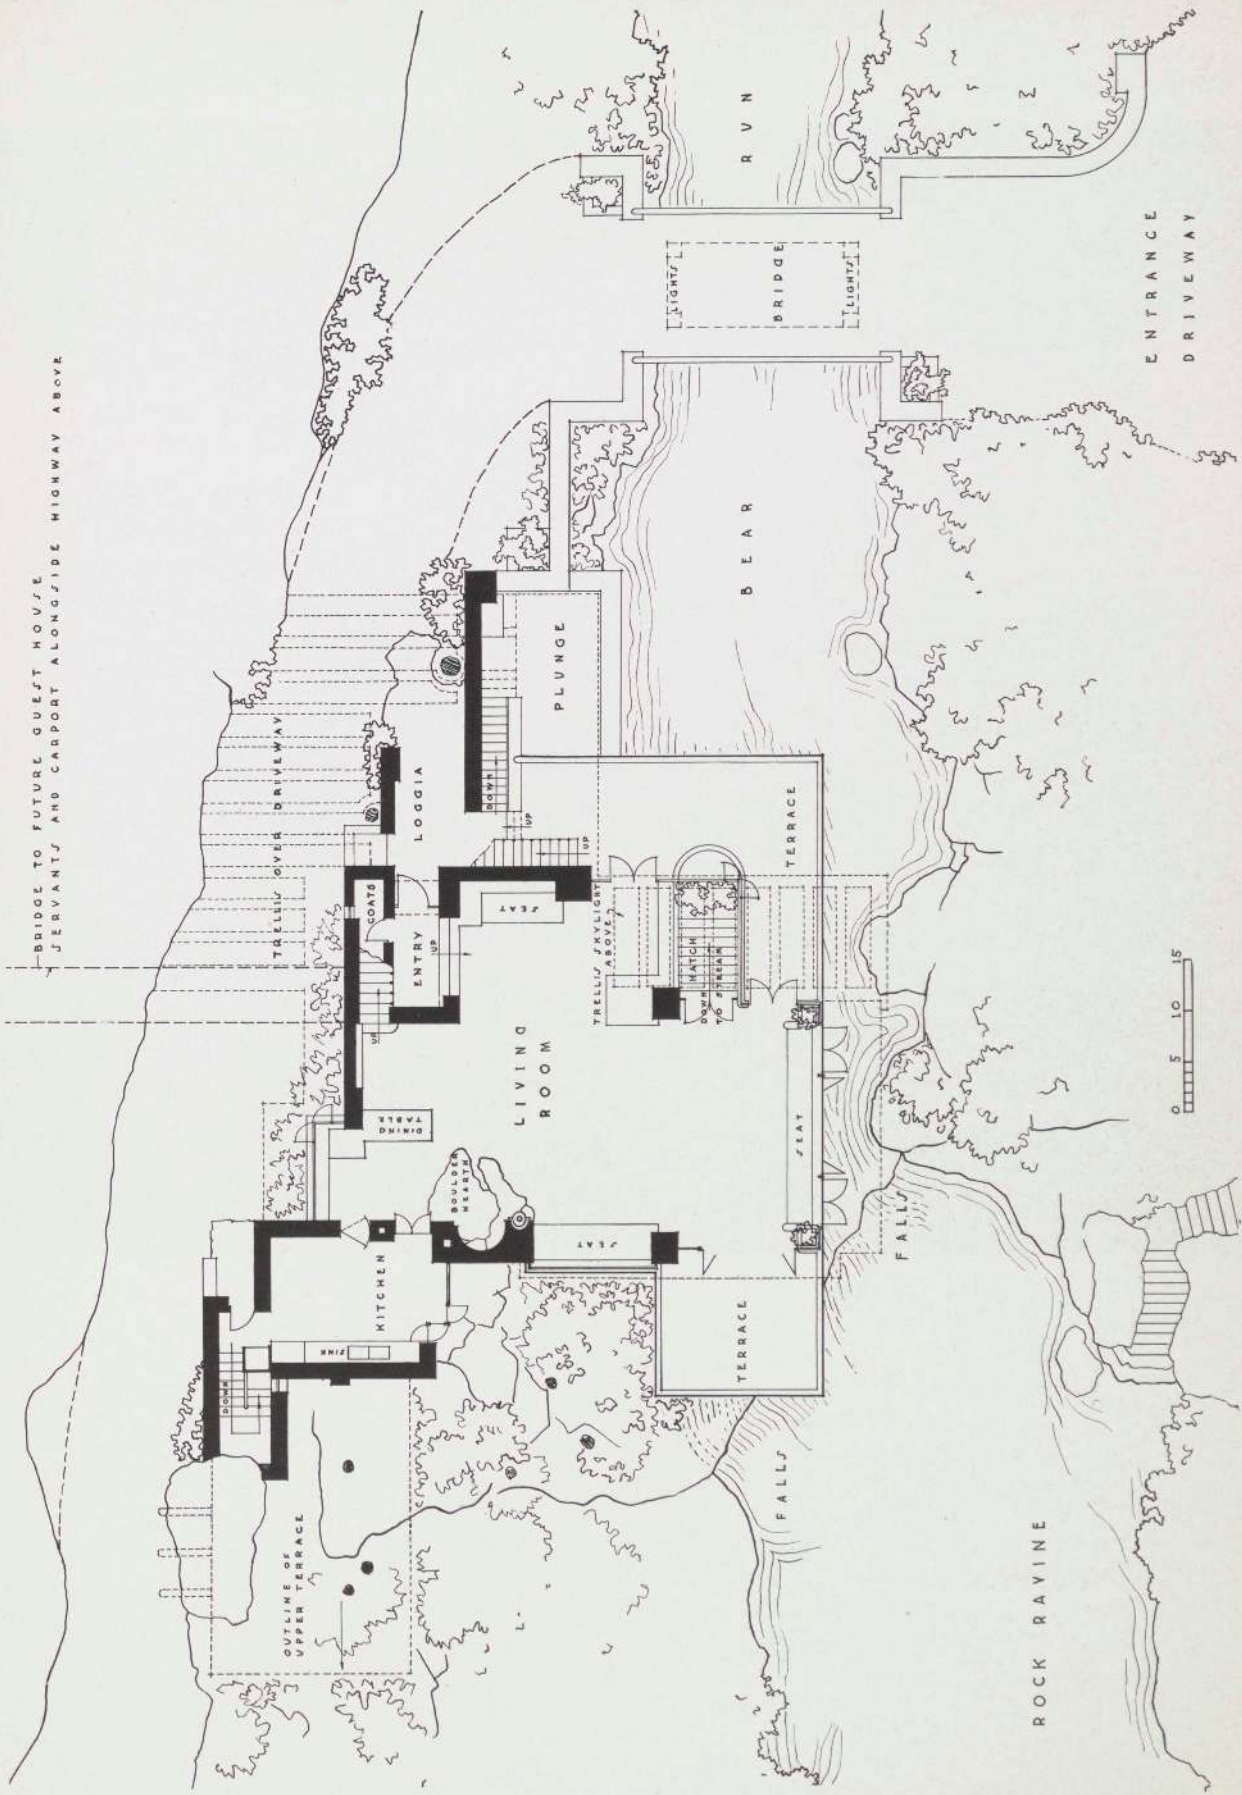 BRIDGE TO FUTURE GUEST HOUSE
SERVANTS AND CARPORT ALONGSIDE HIGHWAY ABOVE
TRELLIS OVER DRIVEWAY
OUTLINE OF
UPPER TERRACE
DOWN
SINK
KITCHEN
DINING
TABLE
BOULDER
HEARTH
UP
COATS
ENTRY
UP
LOGGIA
SEAT
DOWN
UP
UP
PLUNGE
LIVING
ROOM
SEAT
TRELLIS SKYLIGHT
ABOVE
HATCH
DOWN
TO STREAM
TERRACE
TERRACE
SEAT
FALLS
FALLS
BEAR
RUN
LIGHTS
BRIDGE
LIGHTS
ENTRANCE
DRIVEWAY
ROCK RAVINE
0 5 10 15